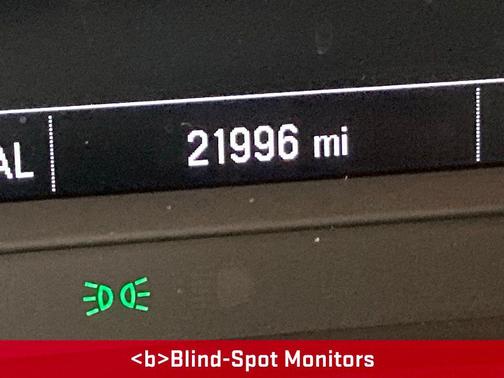 AL
21996 mi
<b>Blind-Spot Monitors